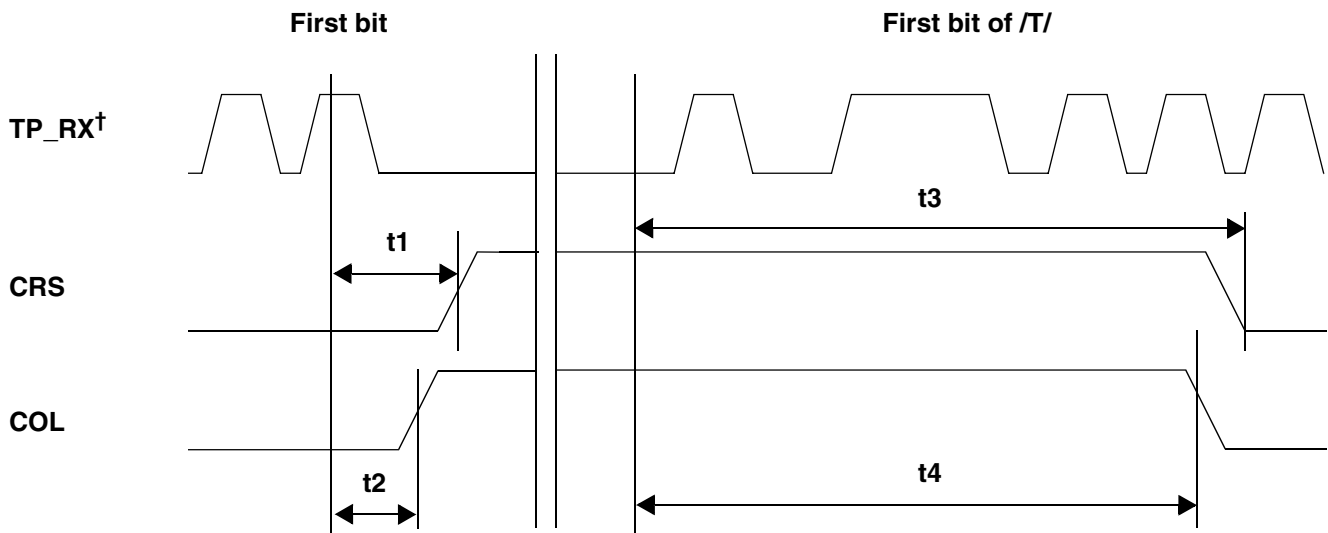 First bit
First bit of /T/
TP_RX†
t3
t1
CRS
COL
t4
t2